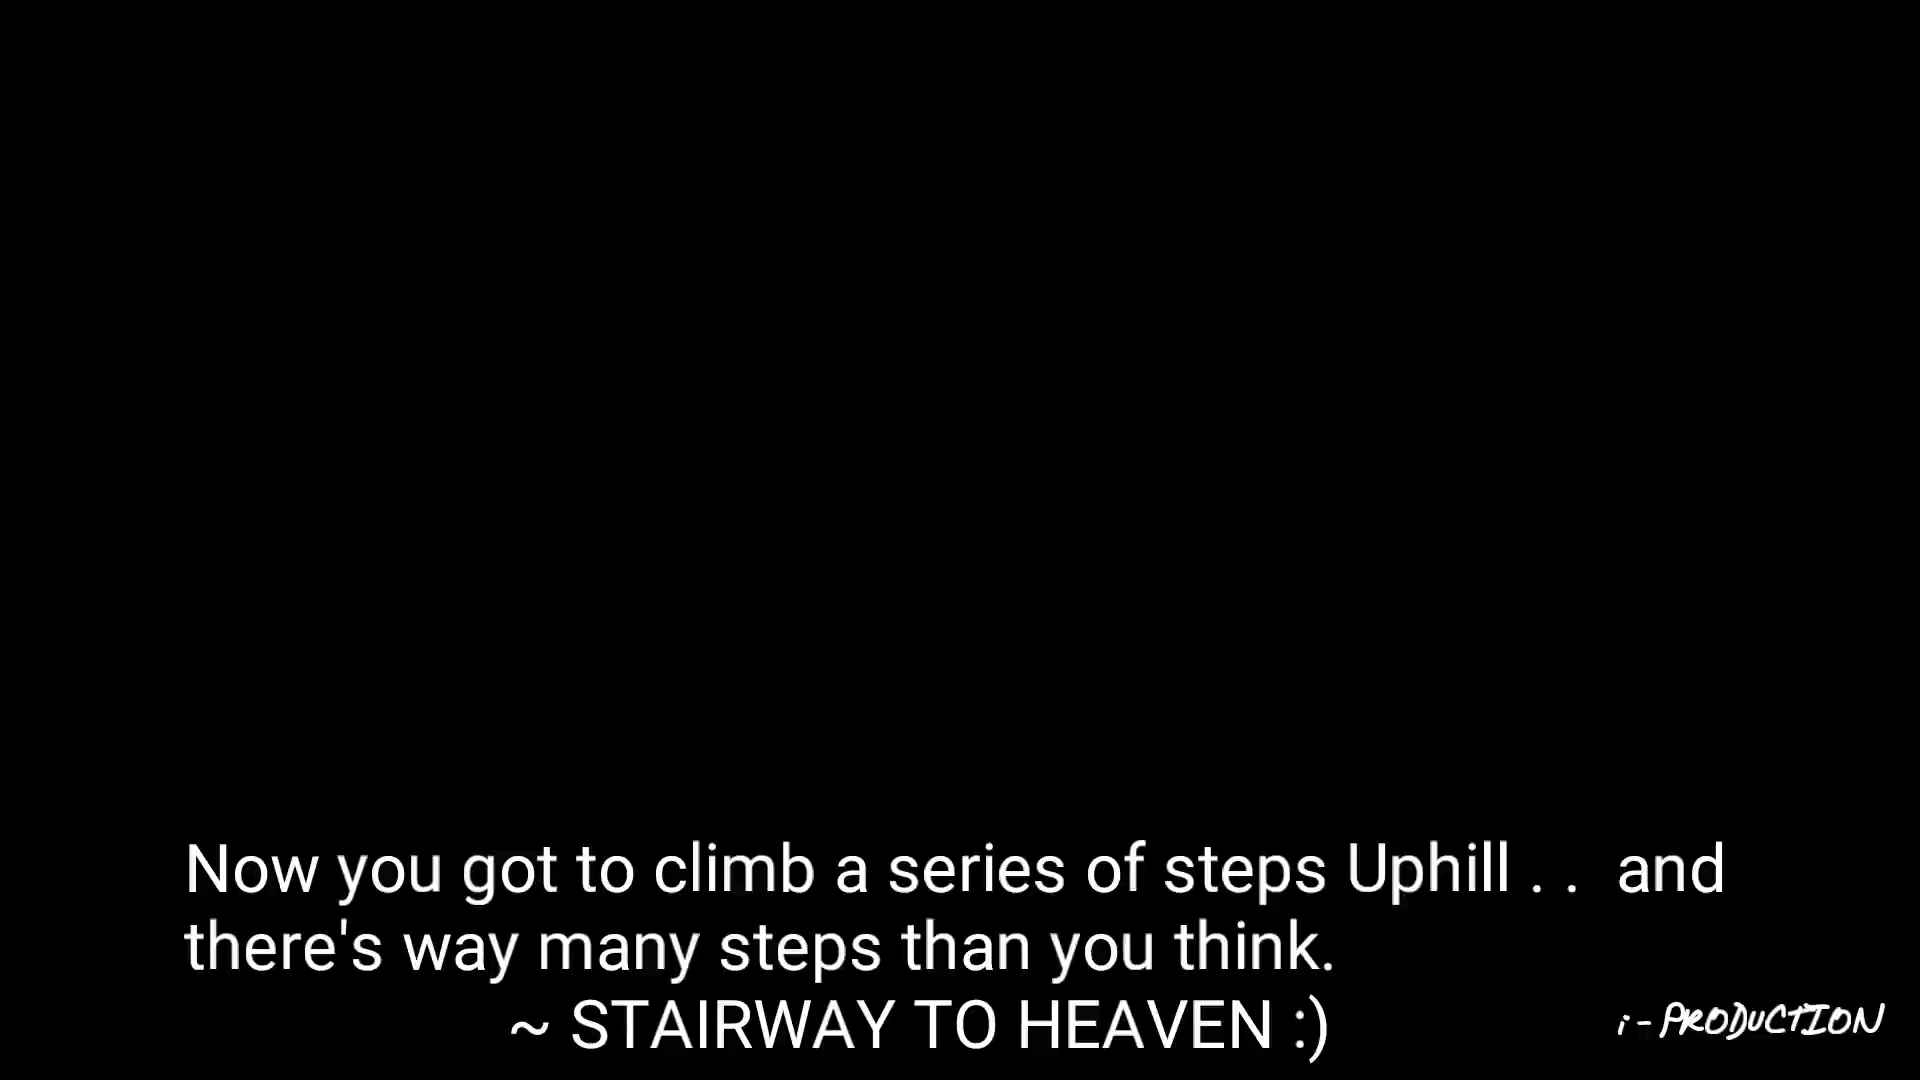 Now you got to climb a series of steps Uphill . .  and
there's way many steps than you think.
~ STAIRWAY TO HEAVEN :)
i-PRODUCTION